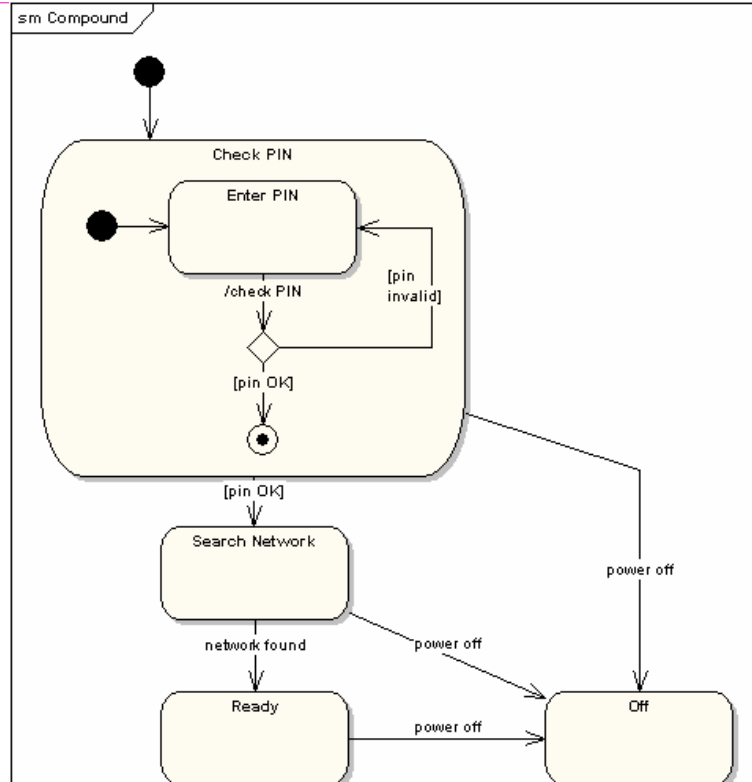 sm Compound
Check PIN
Enter PIN
/check PIN
[pin
invalid]
[pin OK]
[pin OK]
Search Network
power off
network found
power off
Ready
Off
power off